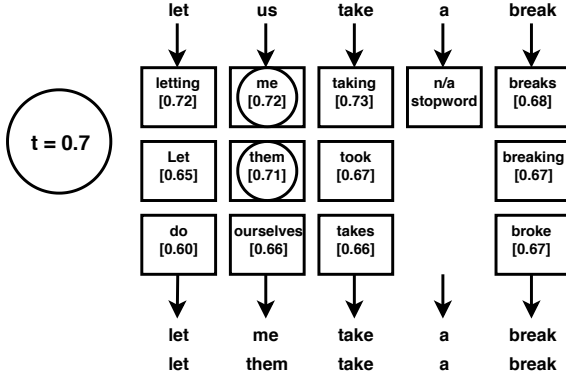 let us take a break
letting me taking n/a breaks
[0.72] [0.72] [0.73] stopword [0.68]
t = 0.7
Let them took breaking
[0.65] [0.71] [0.67] [0.67]
do ourselves takes broke
[0.60] [0.66] [0.66] [0.67]
let me take a break
let them take a break